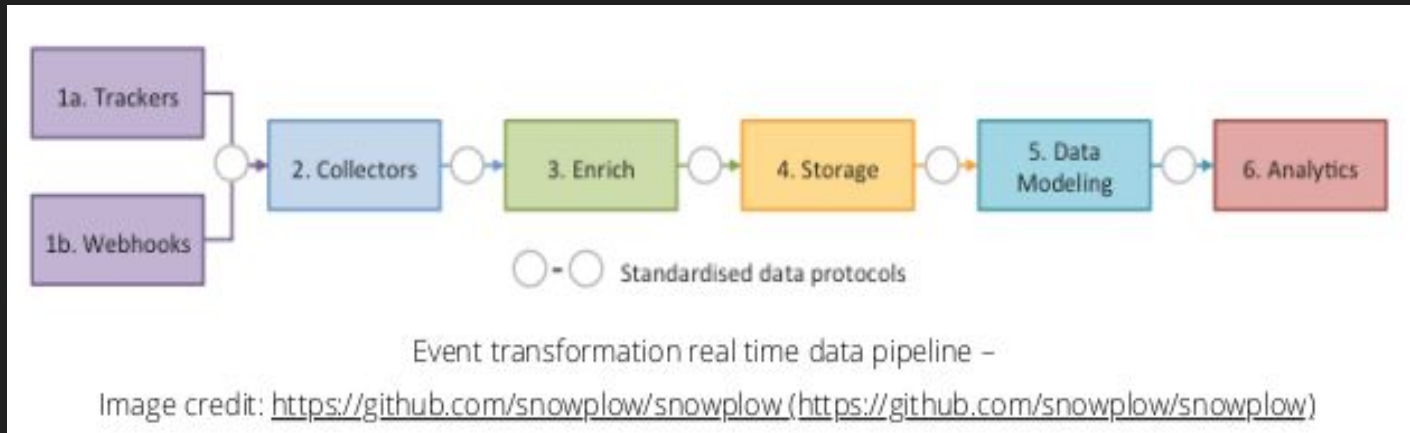 1a. Trackers
1b. Webhooks
2. Collectors
3. Enrich
4. Storage
5. Data
Modeling
6. Analytics
Standardised data protocols
Event transformation real time data pipeline –
Image credit: https://github.com/snowplow/snowplow (https://github.com/snowplow/snowplow)